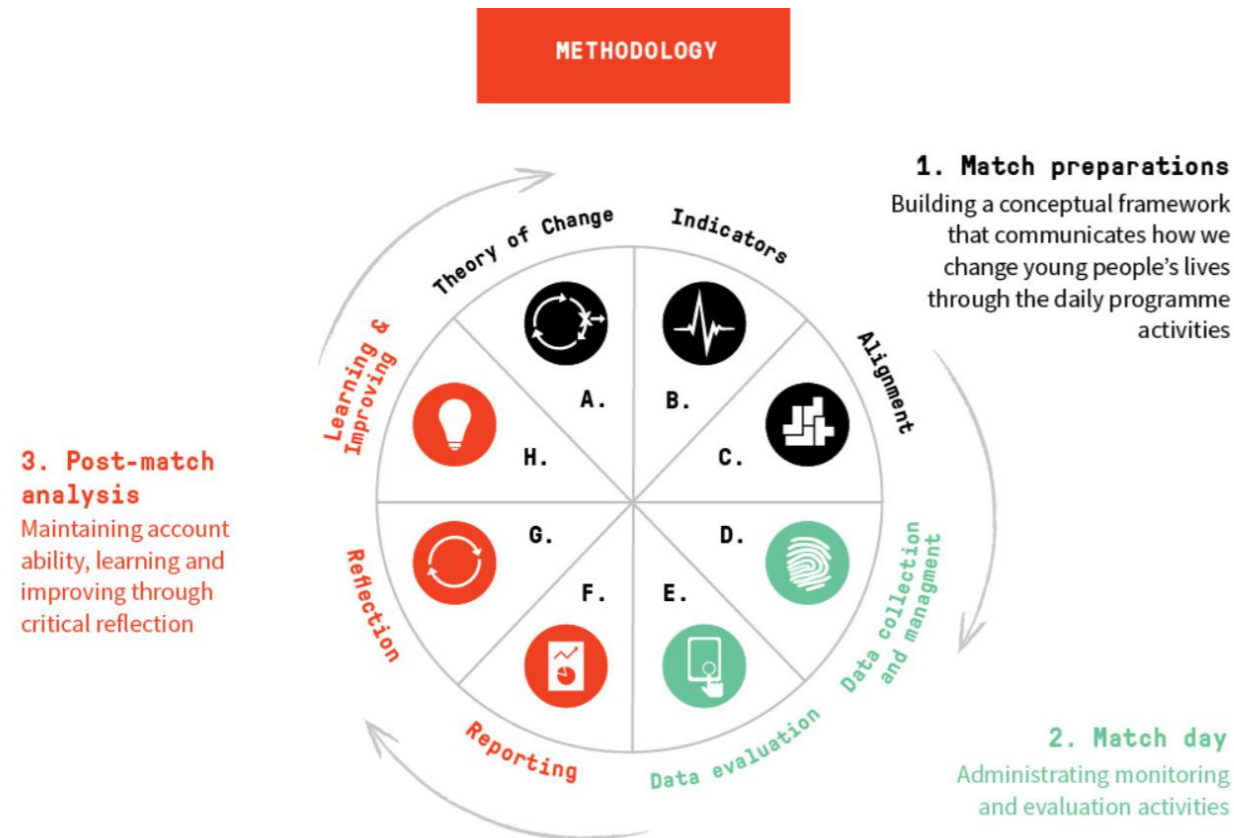 METHODOLOGY
1. Match preparations
Building a conceptual framework
that communicates how we
change young people’s lives
through the daily programme
activities
Theory of Change
Indicators
Alignment
Data collection
and managment
Data evaluation
Reporting
Reflection
Learning &
Improving
A.
B.
C.
D.
E.
F.
G.
H.
2. Match day
Administrating monitoring
and evaluation activities
3. Post-match
analysis
Maintaining account
ability, learning and
improving through
critical reflection